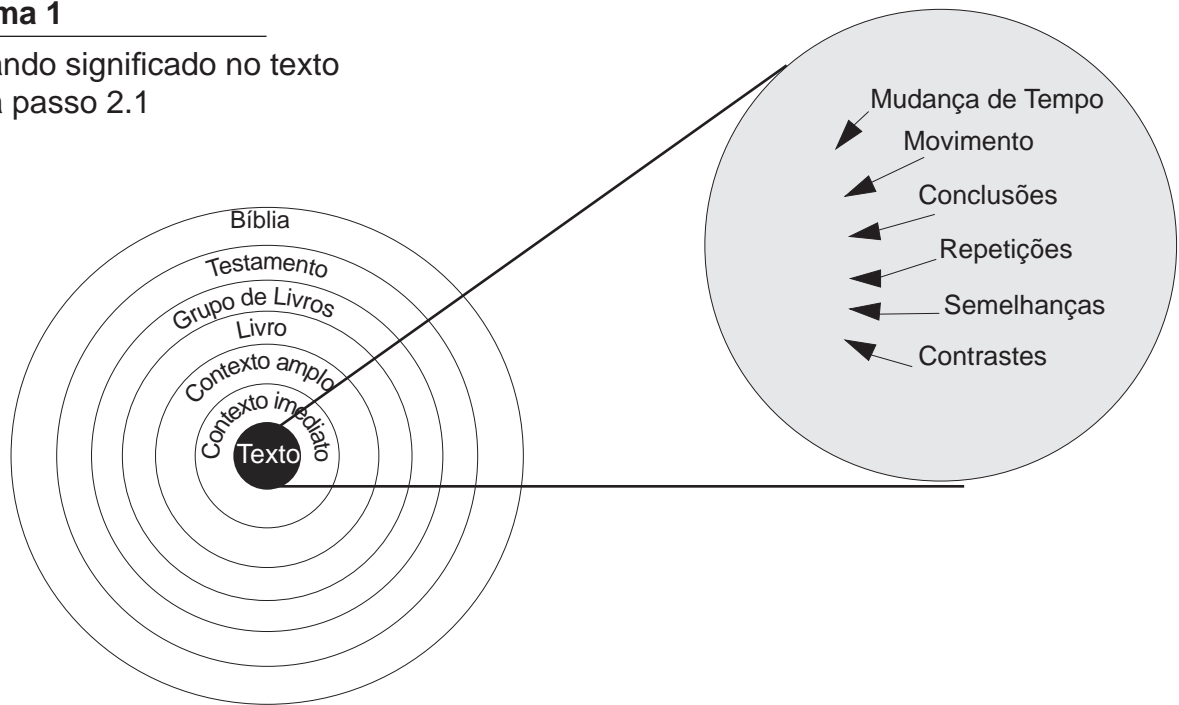 ma 1
ando significado no texto
a passo 2.1
Bíblia
Testamento
Grupo de Livros
Livro
Contexto amplo
Contexto imediato
Texto
Mudança de Tempo
Movimento
Conclusões
Repetições
Semelhanças
Contrastes